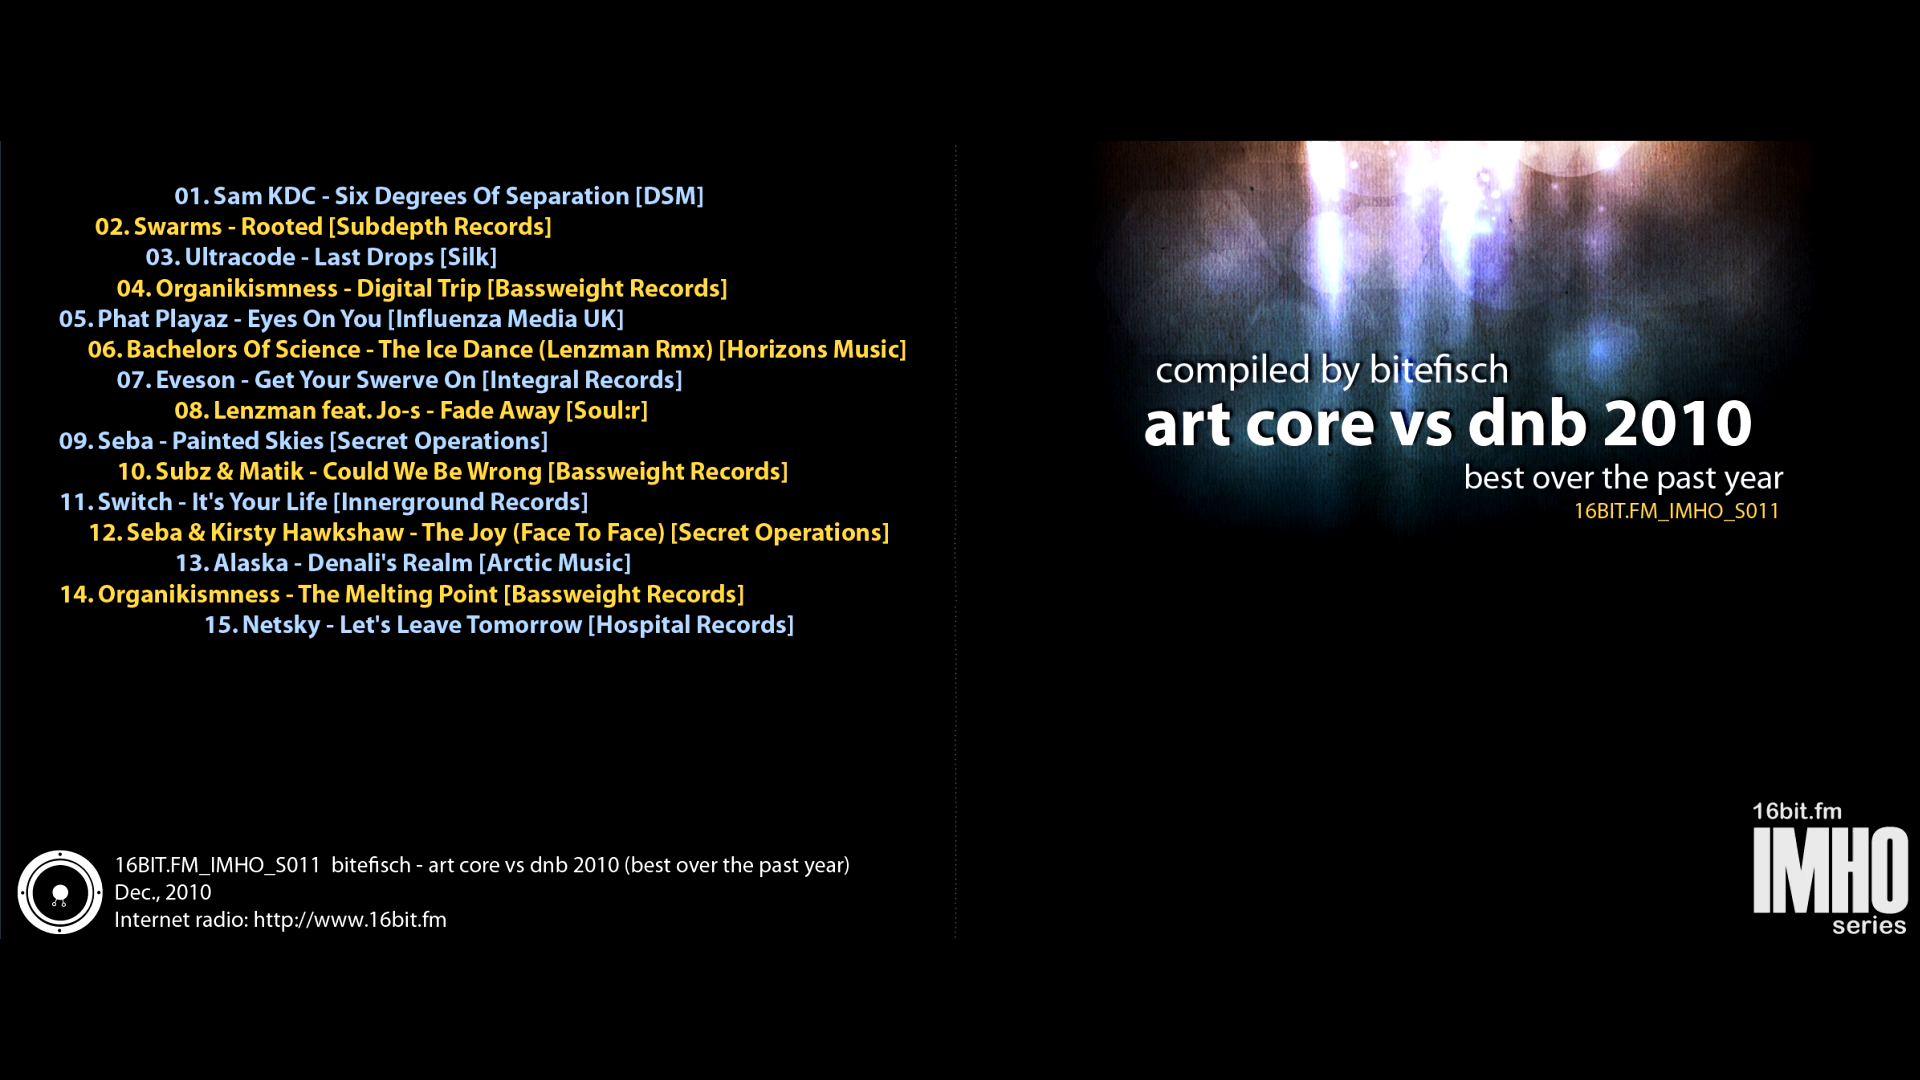 01. Sam KDC - Six Degrees Of Separation [DSM]
02. Swarms - Rooted [Subdepth Records]
03. Ultracode - Last Drops [Silk]
04. Organikismness - Digital Trip [Bassweight Records]
05. Phat Playaz - Eyes On You [Influenza Media UK]
06. Bachelors Of Science - The Ice Dance (Lenzman Rmx) [Horizons Music]
07. Eveson - Get Your Swerve On [Integral Records]
08. Lenzman feat. Jo-s - Fade Away [Soul:r]
09. Seba - Painted Skies [Secret Operations]
10. Subz & Matik - Could We Be Wrong [Bassweight Records]
11. Switch - It's Your Life [Innerground Records]
12. Seba & Kirsty Hawkshaw - The Joy (Face To Face) [Secret Operations]
13. Alaska - Denali's Realm [Arctic Music]
14. Organikismness - The Melting Point [Bassweight Records]
15. Netsky - Let's Leave Tomorrow [Hospital Records]
16BIT.FM_IMHO_S011 bitefisch - art core vs dnb 2010 (best over the past year)
Dec., 2010
Internet radio: http://www.16bit.fm
compiled by bitefisch
art core vs dnb 2010
best over the past year
16BIT.FM_IMHO_S011
16bit.fm
IMHO
series